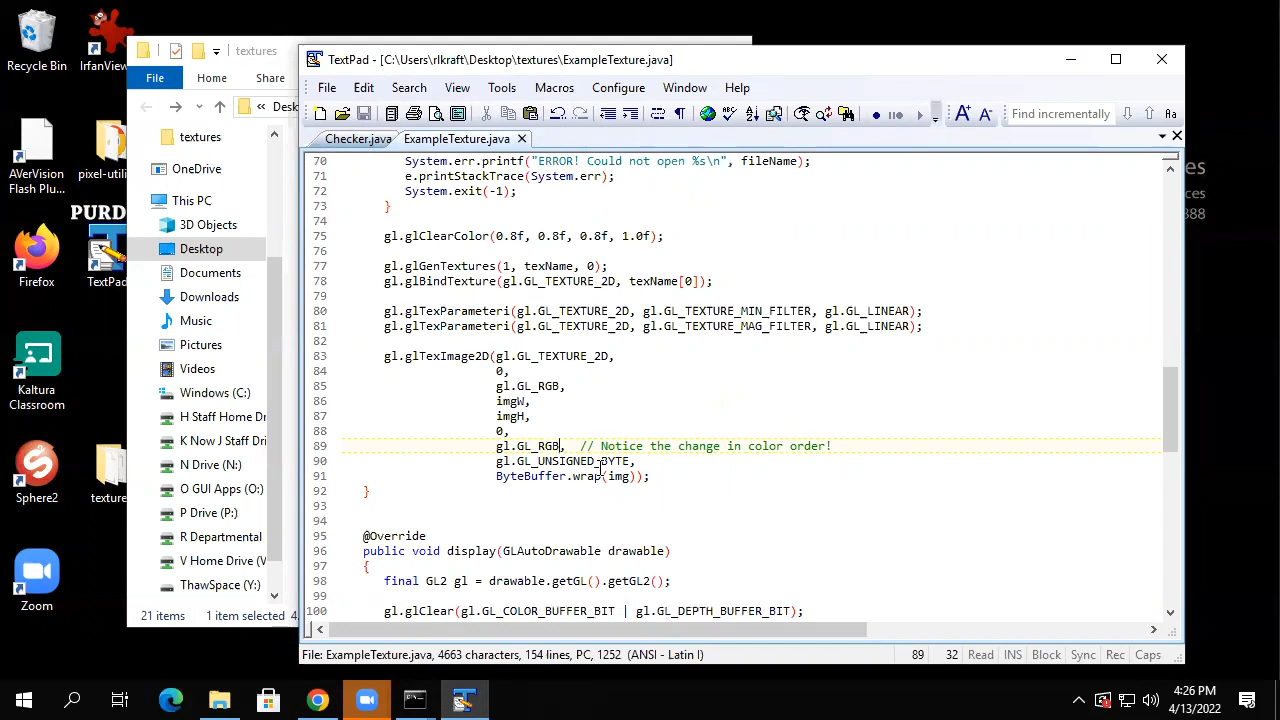 Recycle Bin
IrfanView
AVerVision
Flash Plu...
pixel-util
PURD
Firefox
TextPad
Kaltura
Classroom
Sphere2
Zoom
textures
File
Home
Share
« Desk
textures
OneDrive
This PC
3D Objects
Desktop
Documents
Downloads
Music
Pictures
Videos
Windows (C:)
H Staff Home Dr
K Now J Staff Dr
N Drive (N:)
O GUI Apps (O:)
P Drive (P:)
R Departmental
V Home Drive (V
ThawSpace (Y:)
21 items
1 item selected 4.
TextPad - [C:\Users\rlkraft\Desktop\textures\ExampleTexture.java]
File Edit Search View Tools Macros Configure Window Help
Find incrementally
Checker.java
ExampleTexture.java
70 System.err.printf("ERROR! Could not open %s\n", fileName);
71 e.printStackTrace(System.err);
72 System.exit(-1);
73 }
74
75 gl.glClearColor(0.8f, 0.8f, 0.8f, 1.0f);
76
77 gl.glGenTextures(1, texName, 0);
78 gl.glBindTexture(gl.GL_TEXTURE_2D, texName[0]);
79
80 gl.glTexParameteri(gl.GL_TEXTURE_2D, gl.GL_TEXTURE_MIN_FILTER, gl.GL_LINEAR);
81 gl.glTexParameteri(gl.GL_TEXTURE_2D, gl.GL_TEXTURE_MAG_FILTER, gl.GL_LINEAR);
82
83 gl.glTexImage2D(gl.GL_TEXTURE_2D,
84 0,
85 gl.GL_RGB,
86 imgW,
87 imgH,
88 0,
89 gl.GL_RGB, // Notice the change in color order!
90 gl.GL_UNSIGNED_BYTE,
91 ByteBuffer.wrap(img));
92 }
93
94
95 @Override
96 public void display(GLAutoDrawable drawable)
97 {
98 final GL2 gl = drawable.getGL().getGL2();
99
100 gl.glClear(gl.GL_COLOR_BUFFER_BIT | gl.GL_DEPTH_BUFFER_BIT);
File: ExampleTexture.java, 4663 characters, 154 lines, PC, 1252 (ANSI - Latin I)
89 32 Read INS Block Sync Rec Caps
388
4:26 PM
4/13/2022